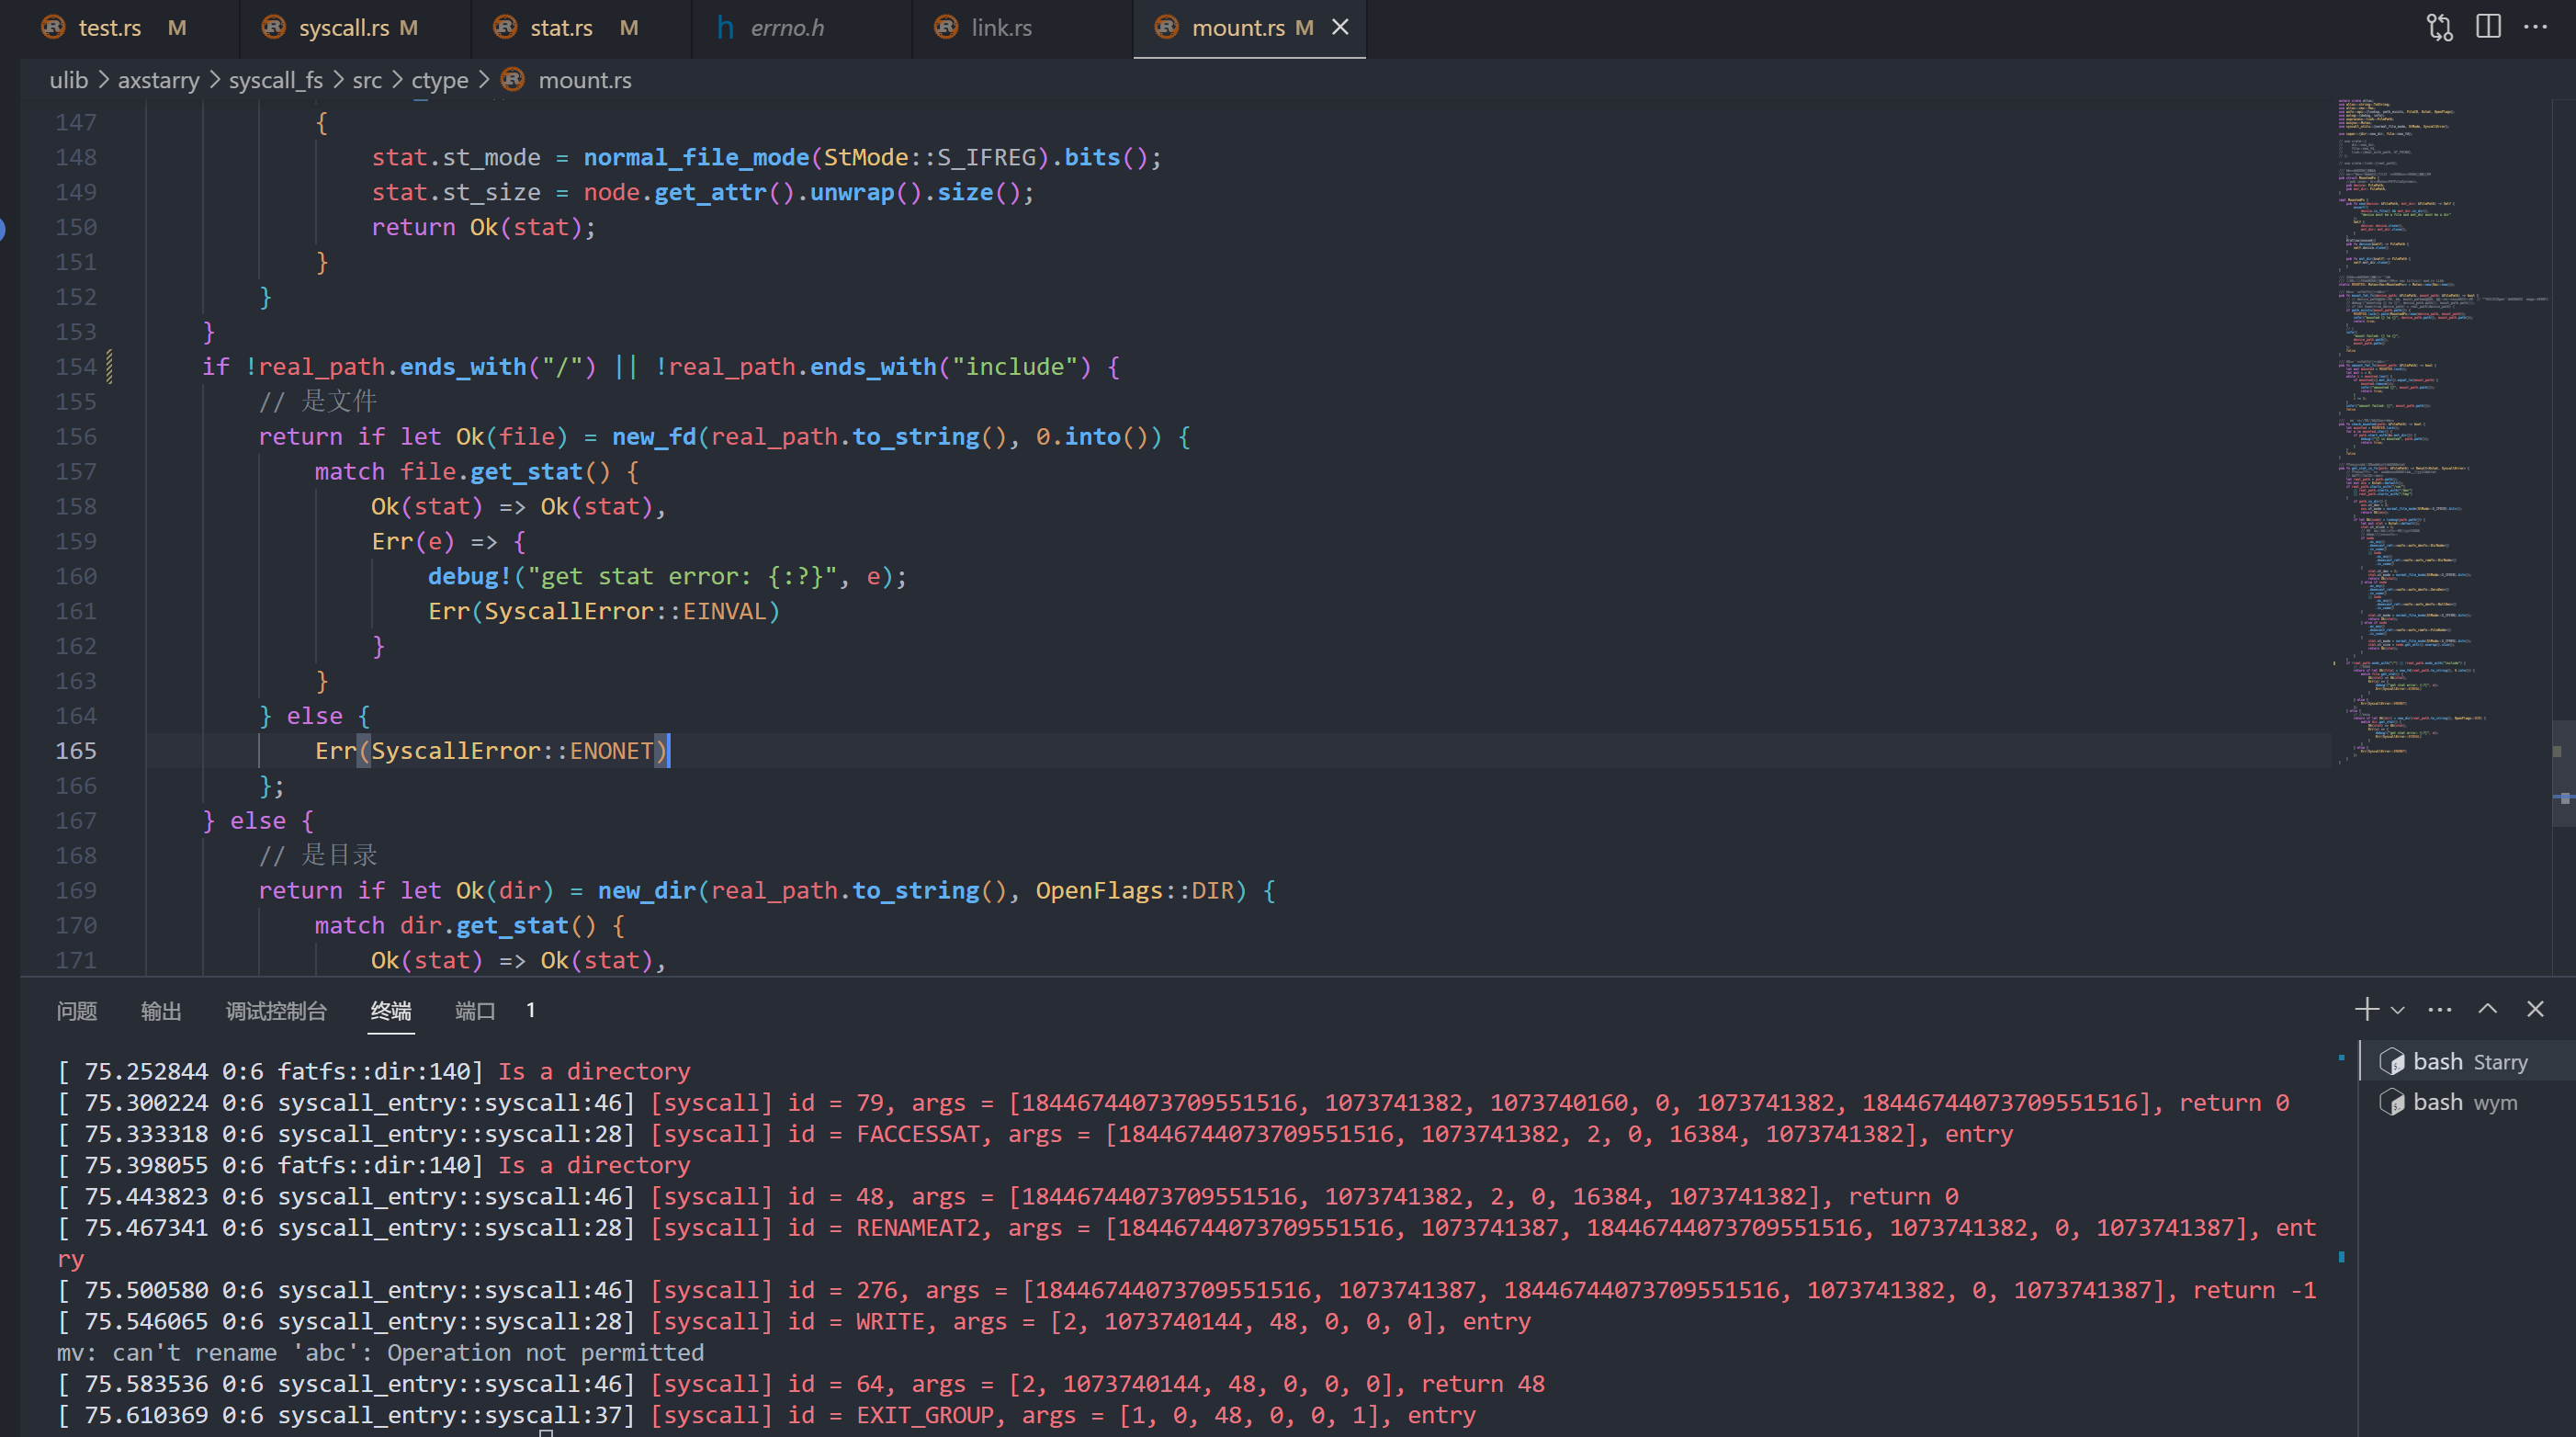 test.rs M syscall.rs M stat.rs M errno.h link.rs mount.rs M
ulib > axstarry > syscall_fs > src > ctype > mount.rs
147 {
148 stat.st_mode = normal_file_mode(StMode::S_IFREG).bits();
149 stat.st_size = node.get_attr().unwrap().size();
150 return Ok(stat);
151 }
152 }
153 }
154 if !real_path.ends_with("/") || !real_path.ends_with("include") {
155 // 是文件
156 return if let Ok(file) = new_fd(real_path.to_string(), 0.into()) {
157 match file.get_stat() {
158 Ok(stat) => Ok(stat),
159 Err(e) => {
160 debug!("get stat error: {:?}", e);
161 Err(SyscallError::EINVAL)
162 }
163 }
164 } else {
165 Err(SyscallError::ENONET)
166 };
167 } else {
168 // 是目录
169 return if let Ok(dir) = new_dir(real_path.to_string(), OpenFlags::DIR) {
170 match dir.get_stat() {
171 Ok(stat) => Ok(stat),
问题 输出 调试控制台 终端 端口 1
[ 75.252844 0:6 fatfs::dir:140] Is a directory
[ 75.300224 0:6 syscall_entry::syscall:46] [syscall] id = 79, args = [18446744073709551516, 1073741382, 1073740160, 0, 1073741382, 18446744073709551516], return 0
[ 75.333318 0:6 syscall_entry::syscall:28] [syscall] id = FACCESSAT, args = [18446744073709551516, 1073741382, 2, 0, 16384, 1073741382], entry
[ 75.398055 0:6 fatfs::dir:140] Is a directory
[ 75.443823 0:6 syscall_entry::syscall:46] [syscall] id = 48, args = [18446744073709551516, 1073741382, 2, 0, 16384, 1073741382], return 0
[ 75.467341 0:6 syscall_entry::syscall:28] [syscall] id = RENAMEAT2, args = [18446744073709551516, 1073741387, 18446744073709551516, 1073741382, 0, 1073741387], ent
ry
[ 75.500580 0:6 syscall_entry::syscall:46] [syscall] id = 276, args = [18446744073709551516, 1073741387, 18446744073709551516, 1073741382, 0, 1073741387], return -1
[ 75.546065 0:6 syscall_entry::syscall:28] [syscall] id = WRITE, args = [2, 1073740144, 48, 0, 0, 0], entry
mv: can't rename 'abc': Operation not permitted
[ 75.583536 0:6 syscall_entry::syscall:46] [syscall] id = 64, args = [2, 1073740144, 48, 0, 0, 0], return 48
[ 75.610369 0:6 syscall_entry::syscall:37] [syscall] id = EXIT_GROUP, args = [1, 0, 48, 0, 0, 1], entry
bash Starry
bash wym